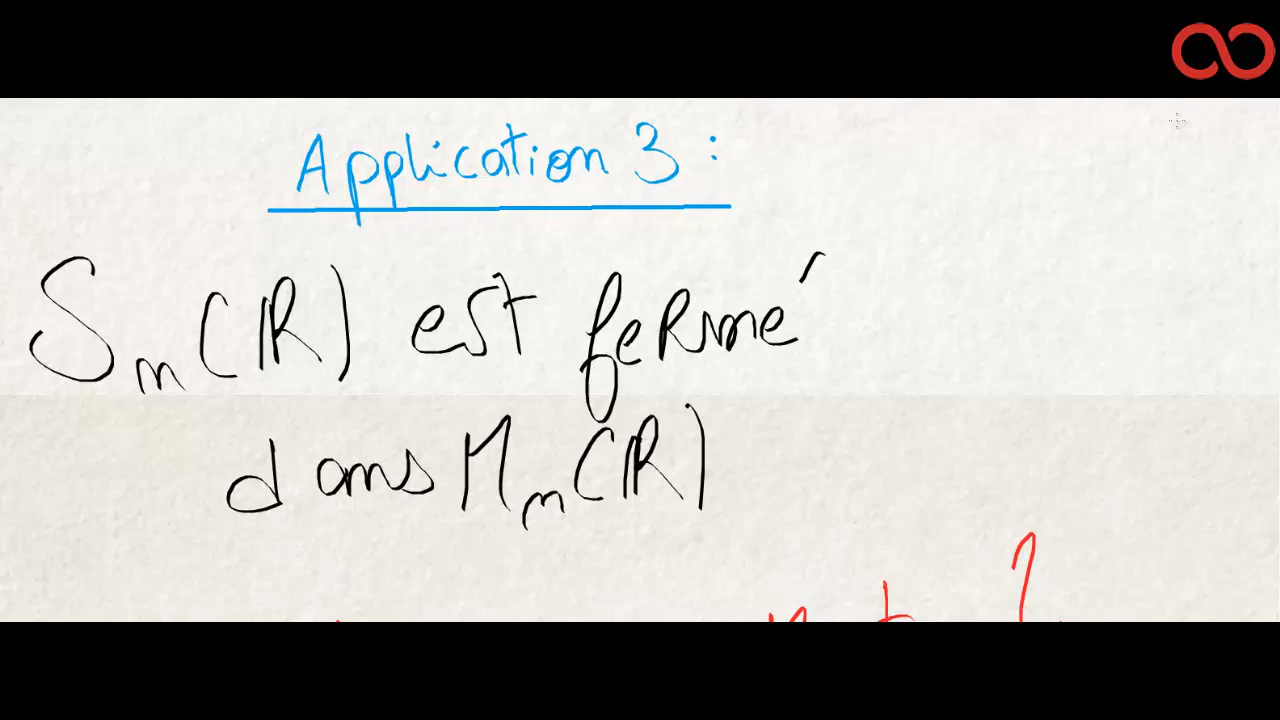 Application 3 :
Sn(ℝ) est fermé
dans Mn(ℝ)
?